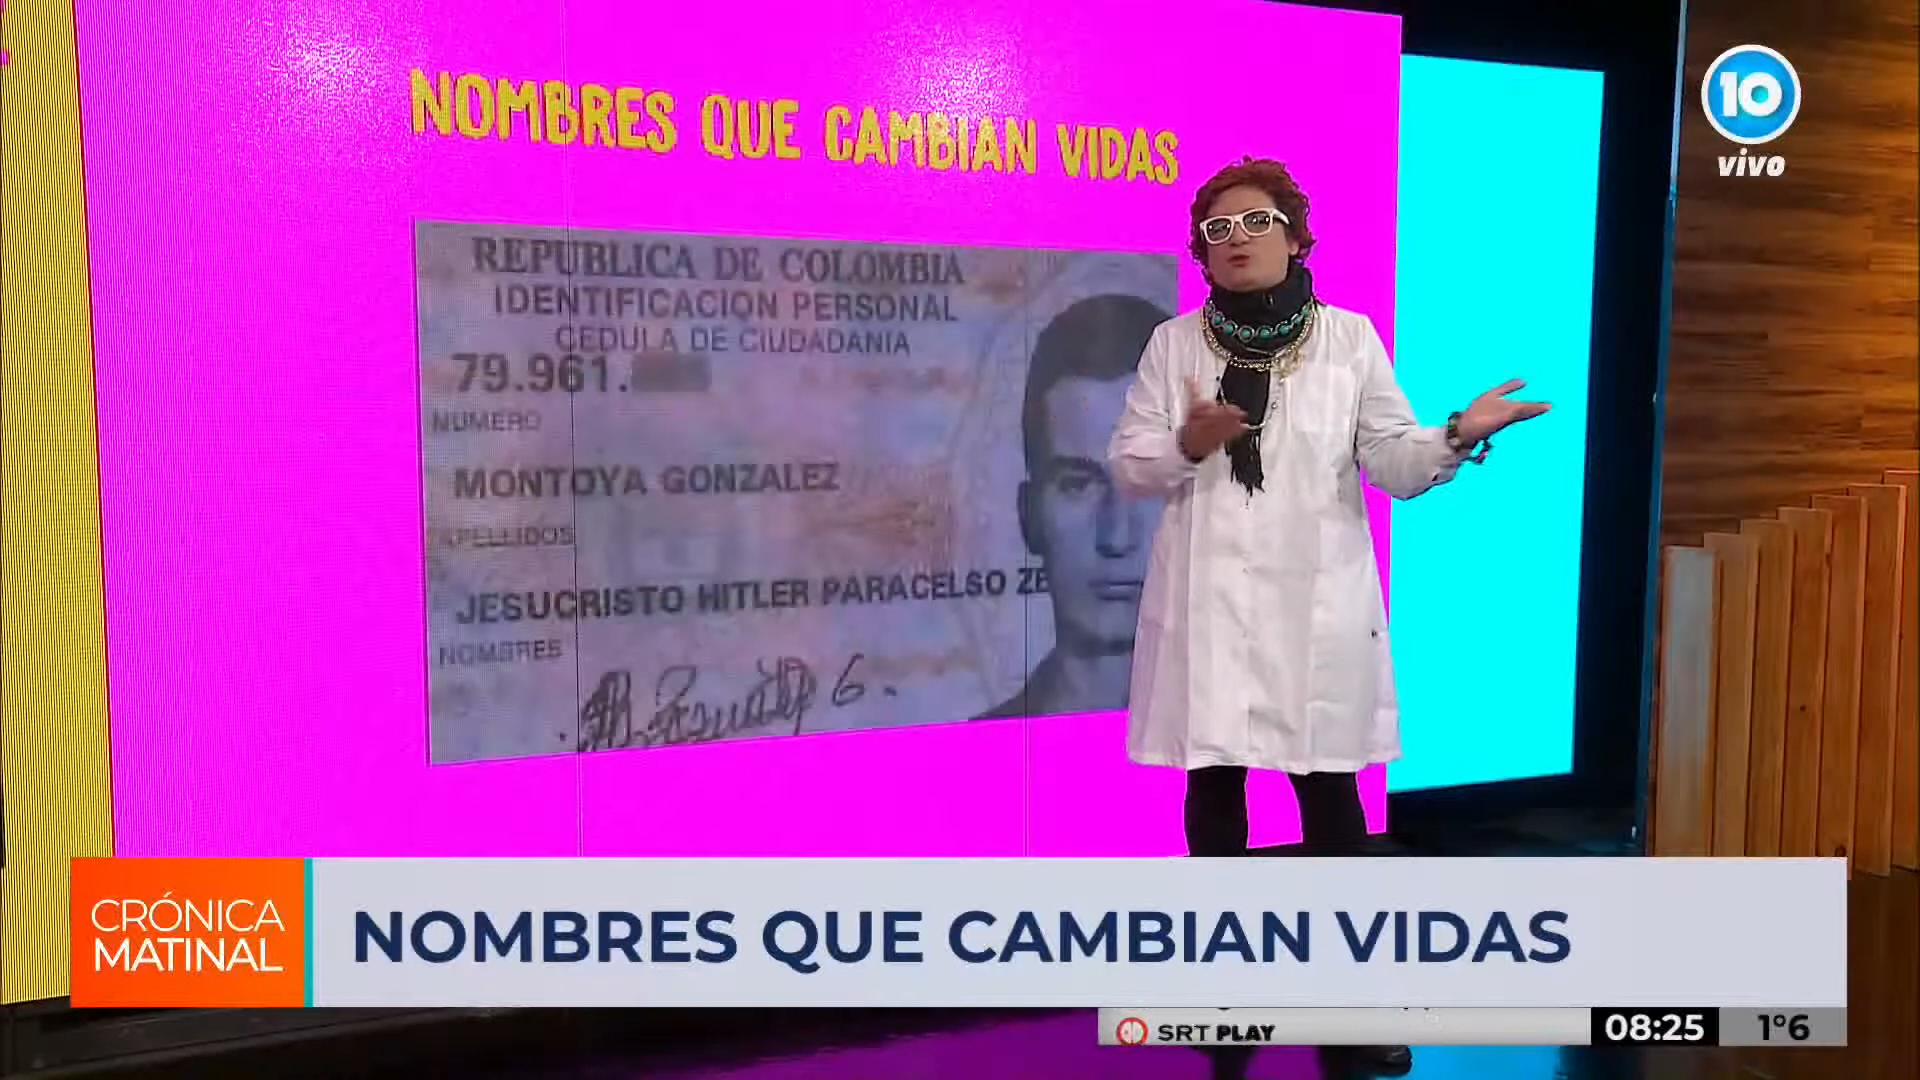 NOMBRES QUE CAMBIAN VIDAS
10
vivo
REPUBLICA DE COLOMBIA
IDENTIFICACION PERSONAL
CEDULA DE CIUDADANIA
79.961.
NUMERO
MONTOYA GONZALEZ
APELLIDOS
JESUCRISTO HITLER PARACELSO ZE
NOMBRES
CRÓNICA
MATINAL
NOMBRES QUE CAMBIAN VIDAS
SRT PLAY
08:25
1°6